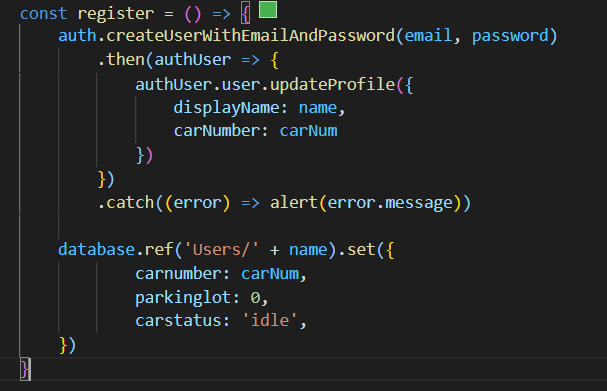 const register = () => {
    auth.createUserWithEmailAndPassword(email, password)
        .then(authUser => {
            authUser.user.updateProfile({
                displayName: name,
                carNumber: carNum
            })
        })
        .catch((error) => alert(error.message))

    database.ref('Users/' + name).set({
            carnumber: carNum,
            parkinglot: 0,
            carstatus: 'idle',
    })
}